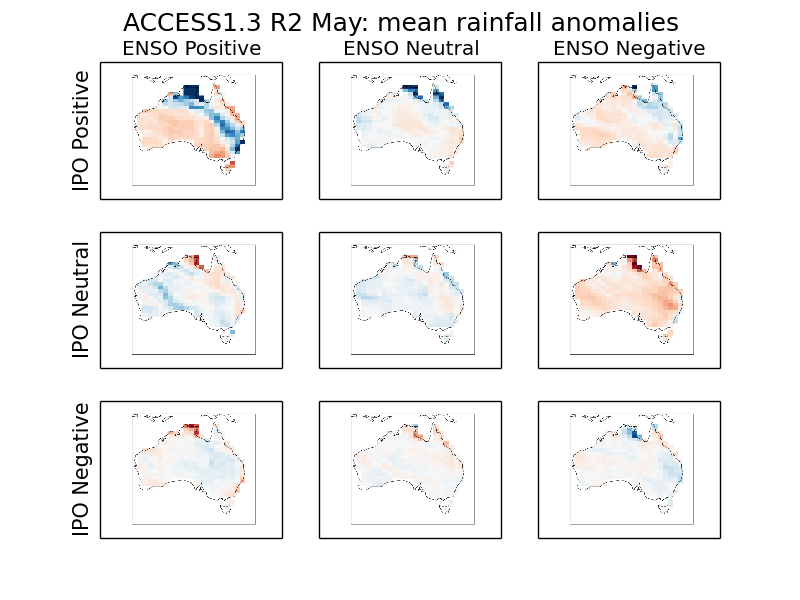 ACCESS1.3 R2 May: mean rainfall anomalies
ENSO Positive
ENSO Neutral
ENSO Negative
IPO Positive
IPO Neutral
IPO Negative